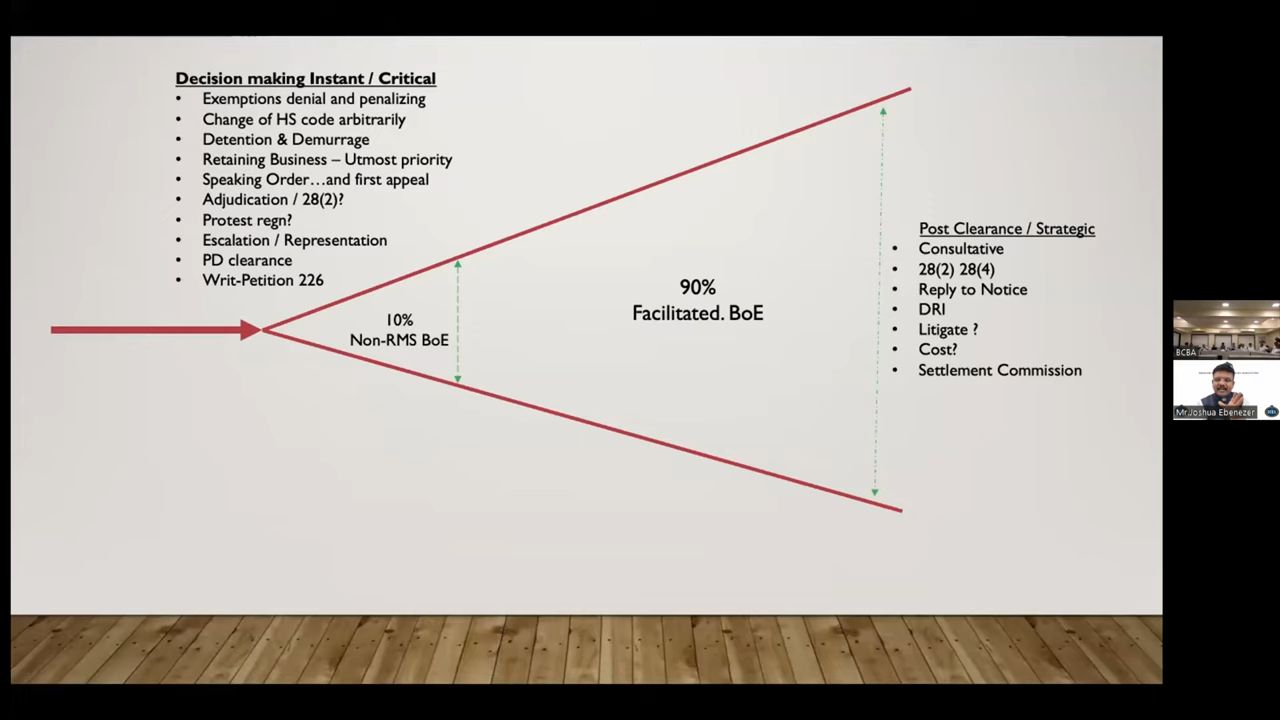 Decision making Instant / Critical
• Exemptions denial and penalizing
• Change of HS code arbitrarily
• Detention & Demurrage
• Retaining Business – Utmost priority
• Speaking Order…and first appeal
• Adjudication / 28(2)?
• Protest regn?
• Escalation / Representation
• PD clearance
• Writ-Petition 226
10%
Non-RMS BoE
90%
Facilitated. BoE
Post Clearance / Strategic
• Consultative
• 28(2) 28(4)
• Reply to Notice
• DRI
• Litigate ?
• Cost?
• Settlement Commission
BCBA
Mr.Joshua Ebenezer